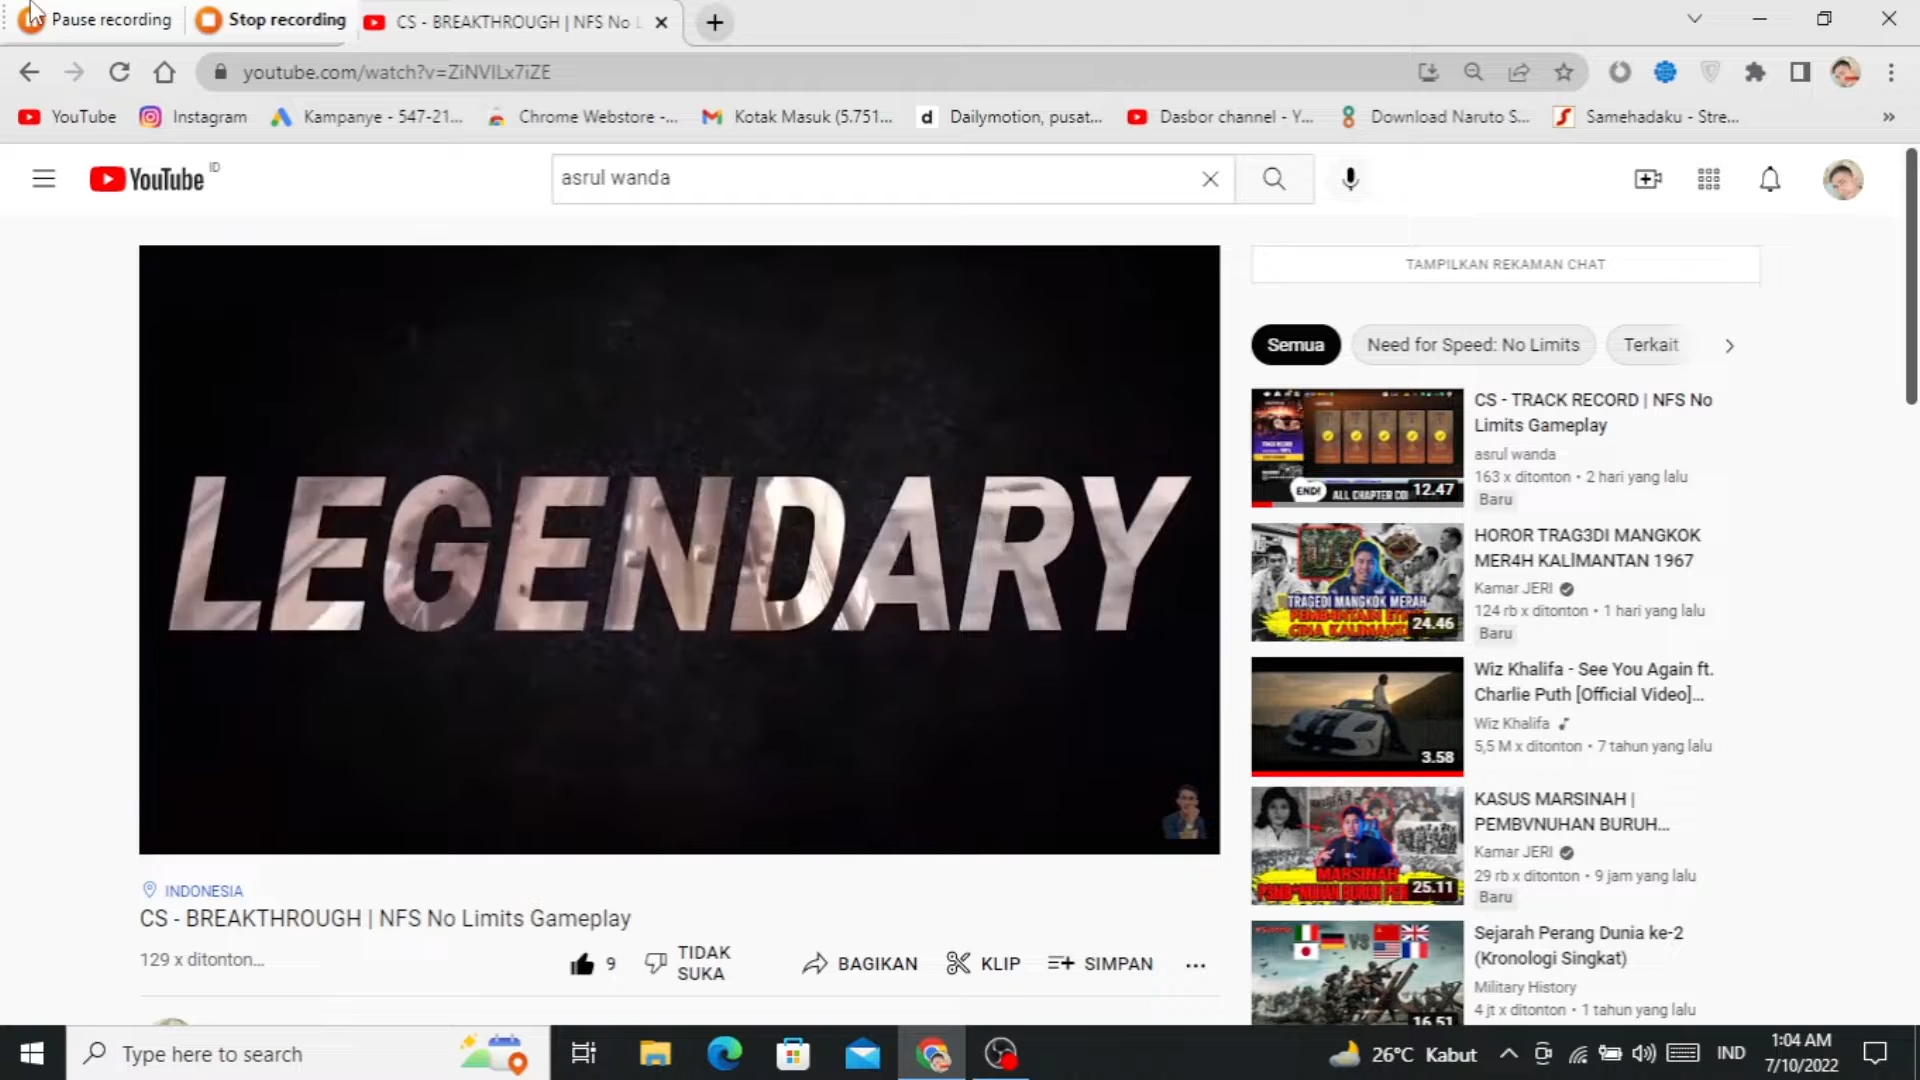 Pause recording
Stop recording
CS - BREAKTHROUGH | NFS No L
youtube.com/watch?v=ZiNVILx7iZE
YouTube
Instagram
Kampanye - 547-21...
Chrome Webstore -...
Kotak Masuk (5.751...
Dailymotion, pusat...
Dasbor channel - Y...
Download Naruto S...
Samehadaku - Stre...
YouTube ID
asrul wanda
LEGENDARY
INDONESIA
CS - BREAKTHROUGH | NFS No Limits Gameplay
129 x ditonton...
9
TIDAK
SUKA
BAGIKAN
KLIP
SIMPAN
TAMPILKAN REKAMAN CHAT
Semua
Need for Speed: No Limits
Terkait
END!
ALL CHAPTER
12.47
CS - TRACK RECORD | NFS No
Limits Gameplay
asrul wanda
163 x ditonton • 2 hari yang lalu
Baru
TRAGEDI MANGKOK MERAH
24.46
HOROR TRAG3DI MANGKOK
MER4H KALIMANTAN 1967
Kamar JERI
124 rb x ditonton • 1 hari yang lalu
Baru
3.58
Wiz Khalifa - See You Again ft.
Charlie Puth [Official Video]...
Wiz Khalifa
5,5 M x ditonton • 7 tahun yang lalu
MARSINAH
25.11
KASUS MARSINAH |
PEMBVNUHAN BURUH...
Kamar JERI
29 rb x ditonton • 9 jam yang lalu
Baru
VS
16.51
Sejarah Perang Dunia ke-2
(Kronologi Singkat)
Military History
4 jt x ditonton • 1 tahun yang lalu
Type here to search
26°C Kabut
IND
1:04 AM
7/10/2022